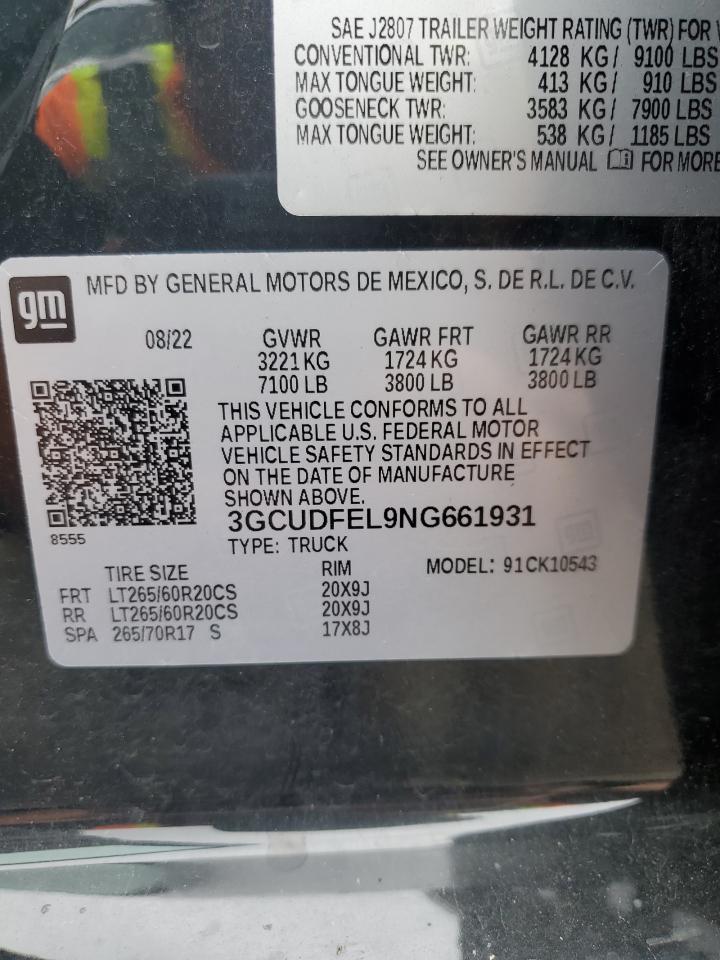 SAE J2807 TRAILER WEIGHT RATING (TWR) FOR
CONVENTIONAL TWR: 4128 KG/ 9100 LBS
MAX TONGUE WEIGHT: 413 KG/ 910 LBS
GOOSENECK TWR: 3583 KG/ 7900 LBS
MAX TONGUE WEIGHT: 538 KG/ 1185 LBS
SEE OWNER'S MANUAL FOR MORE
gm
MFD BY GENERAL MOTORS DE MEXICO, S. DE R.L. DE C.V.
08/22 GVWR GAWR FRT GAWR RR
3221 KG 1724 KG 1724 KG
7100 LB 3800 LB 3800 LB
THIS VEHICLE CONFORMS TO ALL
APPLICABLE U.S. FEDERAL MOTOR
VEHICLE SAFETY STANDARDS IN EFFECT
ON THE DATE OF MANUFACTURE
SHOWN ABOVE.
3GCUDFEL9NG661931
8555
TYPE: TRUCK
MODEL: 91CK10543
TIRE SIZE RIM
FRT LT265/60R20CS 20X9J
RR LT265/60R20CS 20X9J
SPA 265/70R17 S 17X8J